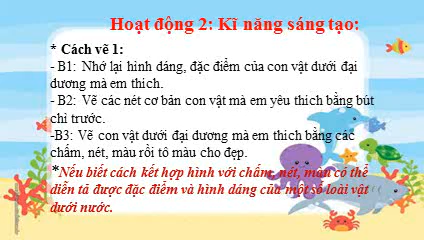 Hoạt động 2: Kĩ năng sáng tạo:
* Cách vẽ 1:
- B1: Nhớ lại hình dáng, đặc điểm của con vật dưới đại
dương mà em thich.
- B2: Vẽ các nét cơ bản con vật mà em yêu thich bằng bút
chi trước.
-B3: Vẽ con vật dưới đại dương mà em thich bằng các
chấm, nét, màu rồi tô màu cho đẹp.
*Nếu biết cách kết hợp hình với chấm, nét, màu có thể
diễn tả được đặc điểm và hình dáng của một số loài vật
dưới nước.